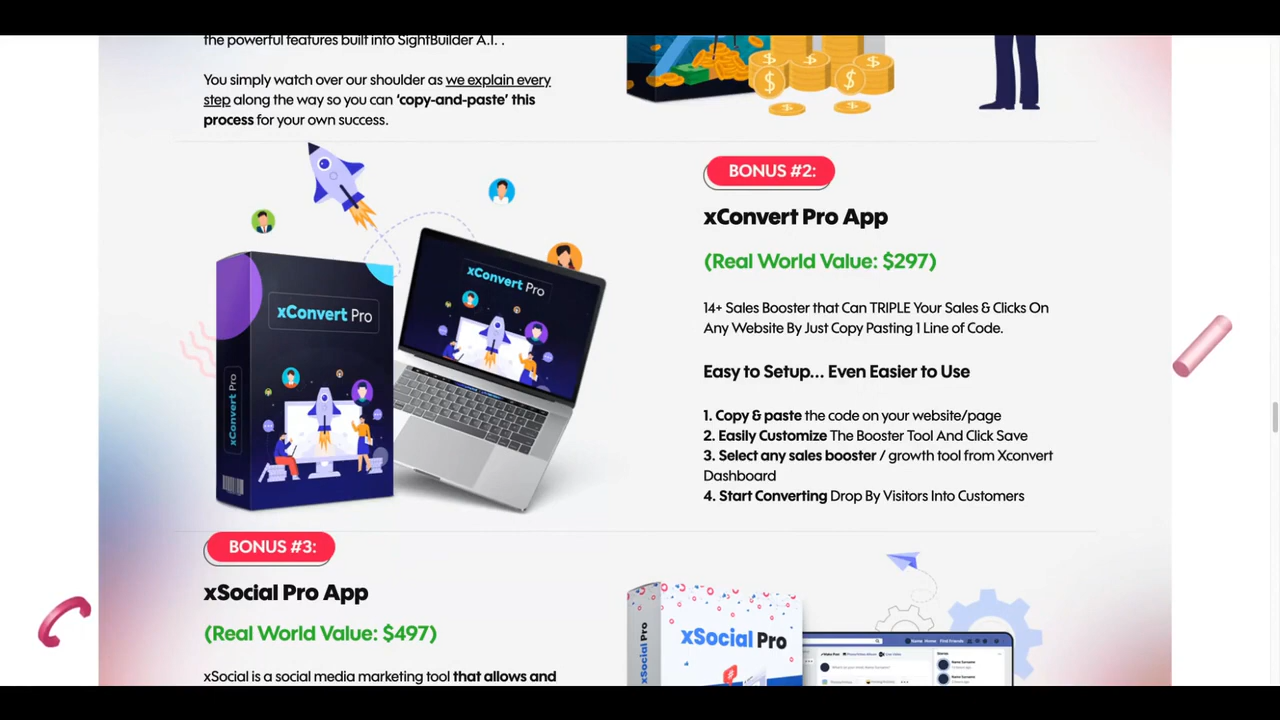 the powerful features built into SightBuilder A.I. .
You simply watch over our shoulder as we explain every
step along the way so you can ‘copy-and-paste’ this
process for your own success.
BONUS #2:
xConvert Pro App
(Real World Value: $297)
14+ Sales Booster that Can TRIPLE Your Sales & Clicks On
Any Website By Just Copy Pasting 1 Line of Code.
Easy to Setup... Even Easier to Use
1. Copy & paste the code on your website/page
2. Easily Customize The Booster Tool And Click Save
3. Select any sales booster / growth tool from Xconvert
Dashboard
4. Start Converting Drop By Visitors Into Customers
xConvert Pro
xConvert Pro
xConvert Pro
BONUS #3:
xSocial Pro App
(Real World Value: $497)
xSocial is a social media marketing tool that allows and
xSocial Pro
xSocial Pro
Name Home Find Friends